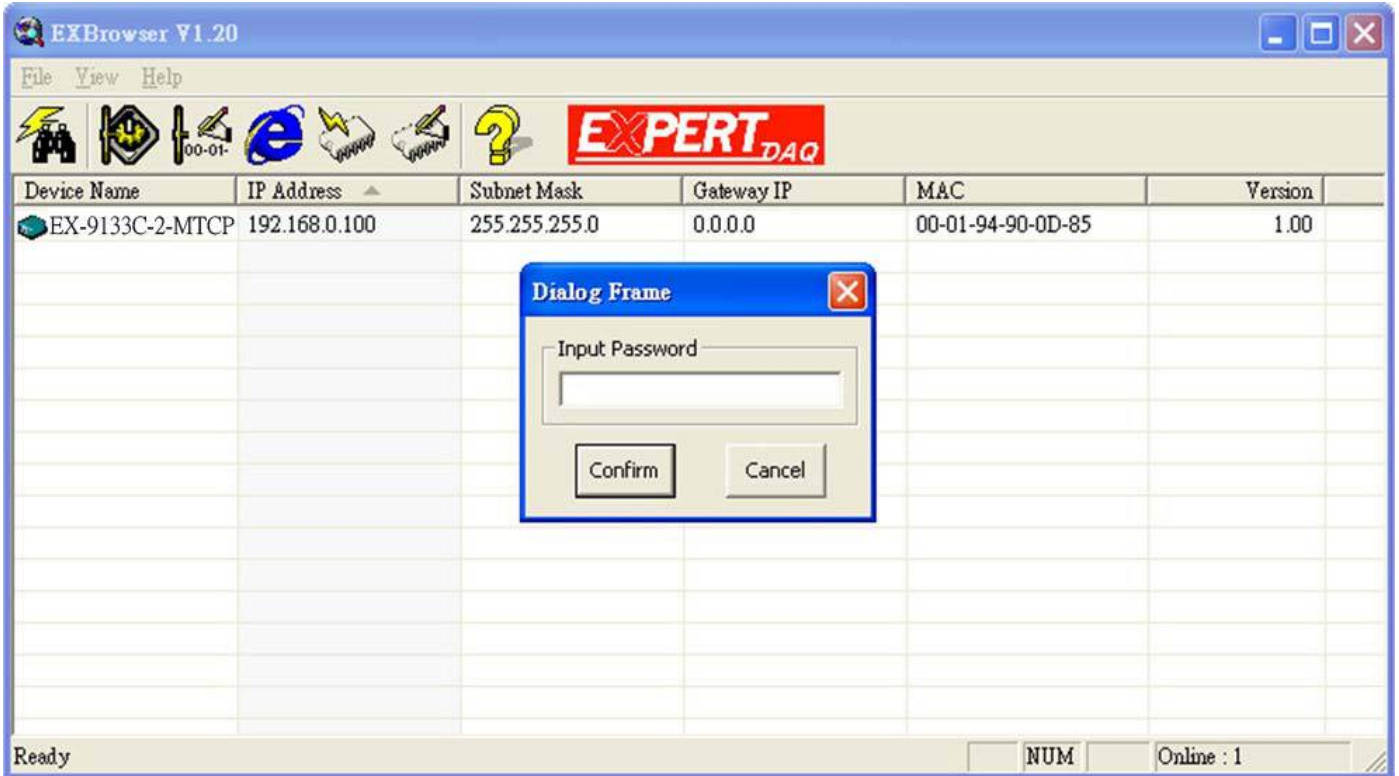 EXBrowser V1.20
File View Help
00-01-
EXPERT DAQ
Device Name IP Address Subnet Mask Gateway IP MAC Version
EX-9133C-2-MTCP 192.168.0.100 255.255.255.0 0.0.0.0 00-01-94-90-0D-85 1.00
Dialog Frame
Input Password
Confirm Cancel
Ready NUM Online : 1